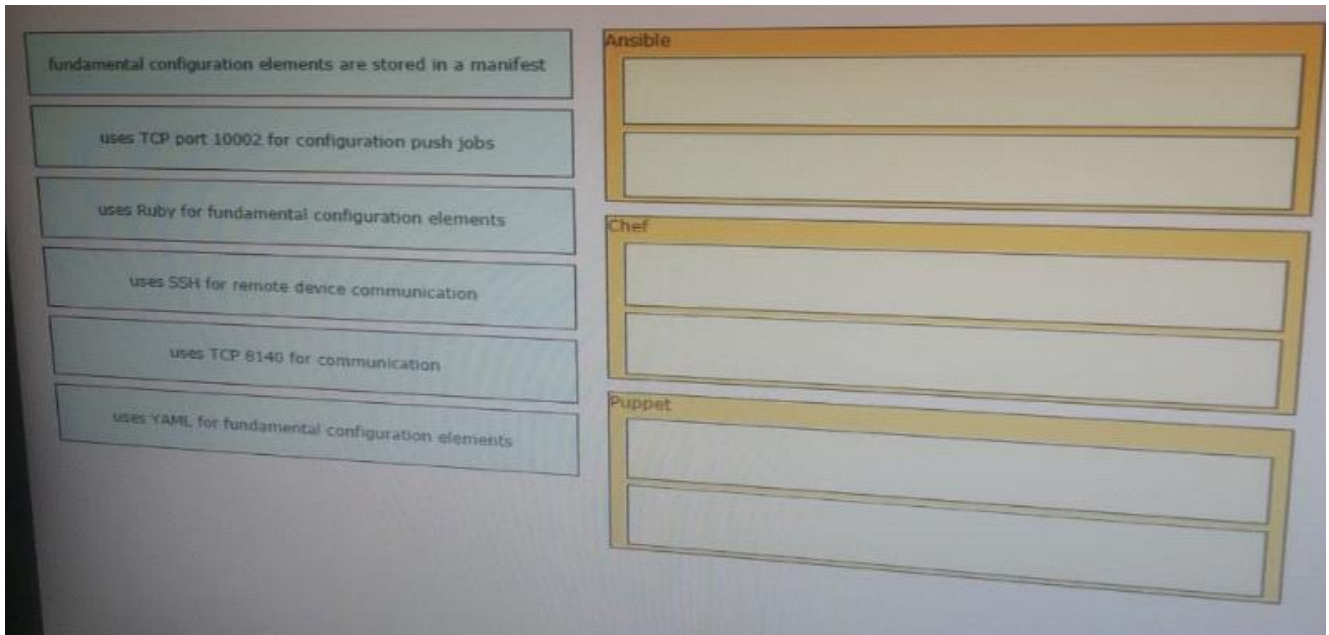 fundamental configuration elements are stored in a manifest
uses TCP port 10002 for configuration push jobs
uses Ruby for fundamental configuration elements
uses SSH for remote device communication
uses TCP 8140 for communication
uses YAML for fundamental configuration elements
Ansible
Chef
Puppet